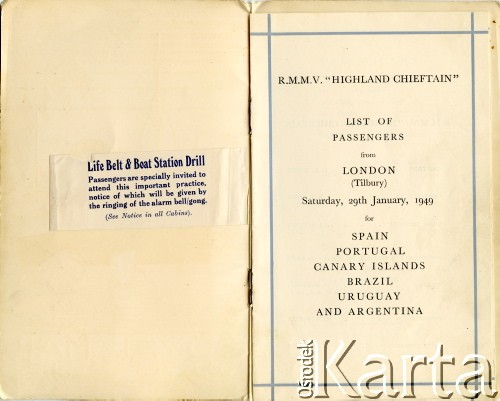 Life Belt & Boat Station Drill
Passengers are specially invited to
attend this important practice,
notice of which will be given by
the ringing of the alarm bell/gong.
(See Notice in all Cabins).
R.M.M.V. "HIGHLAND CHIEFTAIN"
LIST OF
PASSENGERS
from
LONDON
(Tilbury)
Saturday, 29th January, 1949
for
SPAIN
PORTUGAL
CANARY ISLANDS
BRAZIL
URUGUAY
AND ARGENTINA
ośrodek
Karta